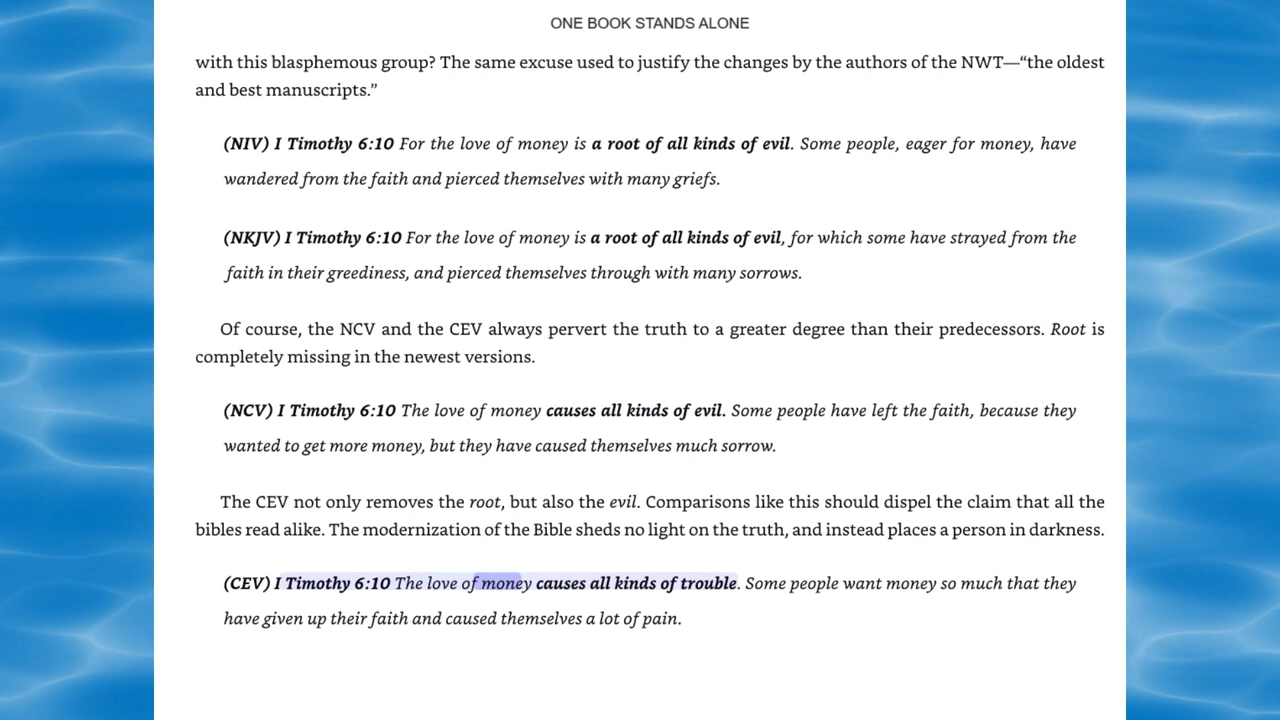 ONE BOOK STANDS ALONE
with this blasphemous group? The same excuse used to justify the changes by the authors of the NWT—“the oldest
and best manuscripts.”
(NIV) I Timothy 6:10 For the love of money is a root of all kinds of evil. Some people, eager for money, have
wandered from the faith and pierced themselves with many griefs.
(NKJV) I Timothy 6:10 For the love of money is a root of all kinds of evil, for which some have strayed from the
faith in their greediness, and pierced themselves through with many sorrows.
Of course, the NCV and the CEV always pervert the truth to a greater degree than their predecessors. Root is
completely missing in the newest versions.
(NCV) I Timothy 6:10 The love of money causes all kinds of evil. Some people have left the faith, because they
wanted to get more money, but they have caused themselves much sorrow.
The CEV not only removes the root, but also the evil. Comparisons like this should dispel the claim that all the
bibles read alike. The modernization of the Bible sheds no light on the truth, and instead places a person in darkness.
(CEV) I Timothy 6:10 The love of money causes all kinds of trouble. Some people want money so much that they
have given up their faith and caused themselves a lot of pain.